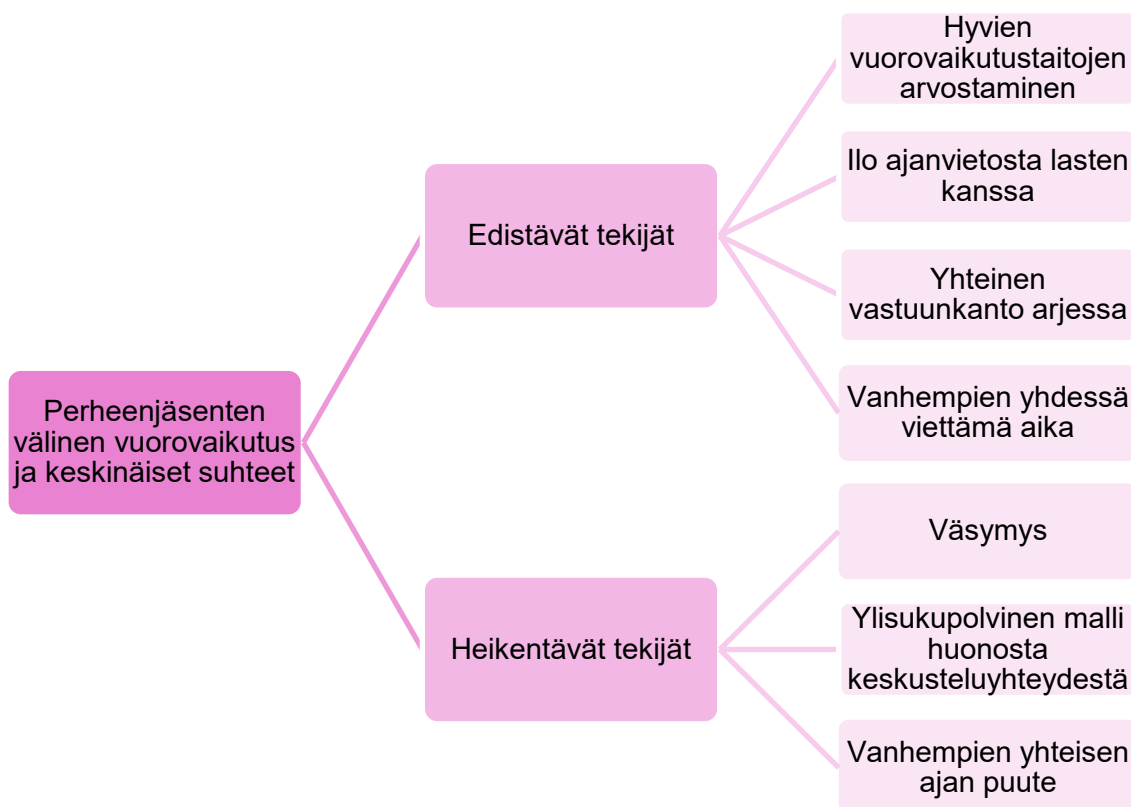 Perheenjäsenten
välinen vuorovaikutus
ja keskinäiset suhteet
Edistävät tekijät
Hyvien
vuorovaikutustaitojen
arvostaminen
Ilo ajanvietosta lasten
kanssa
Yhteinen
vastuunkanto arjessa
Vanhempien yhdessä
viettämä aika
Heikentävät tekijät
Väsymys
Ylisukupolvinen malli
huonosta
keskusteluyhteydestä
Vanhempien yhteisen
ajan puute